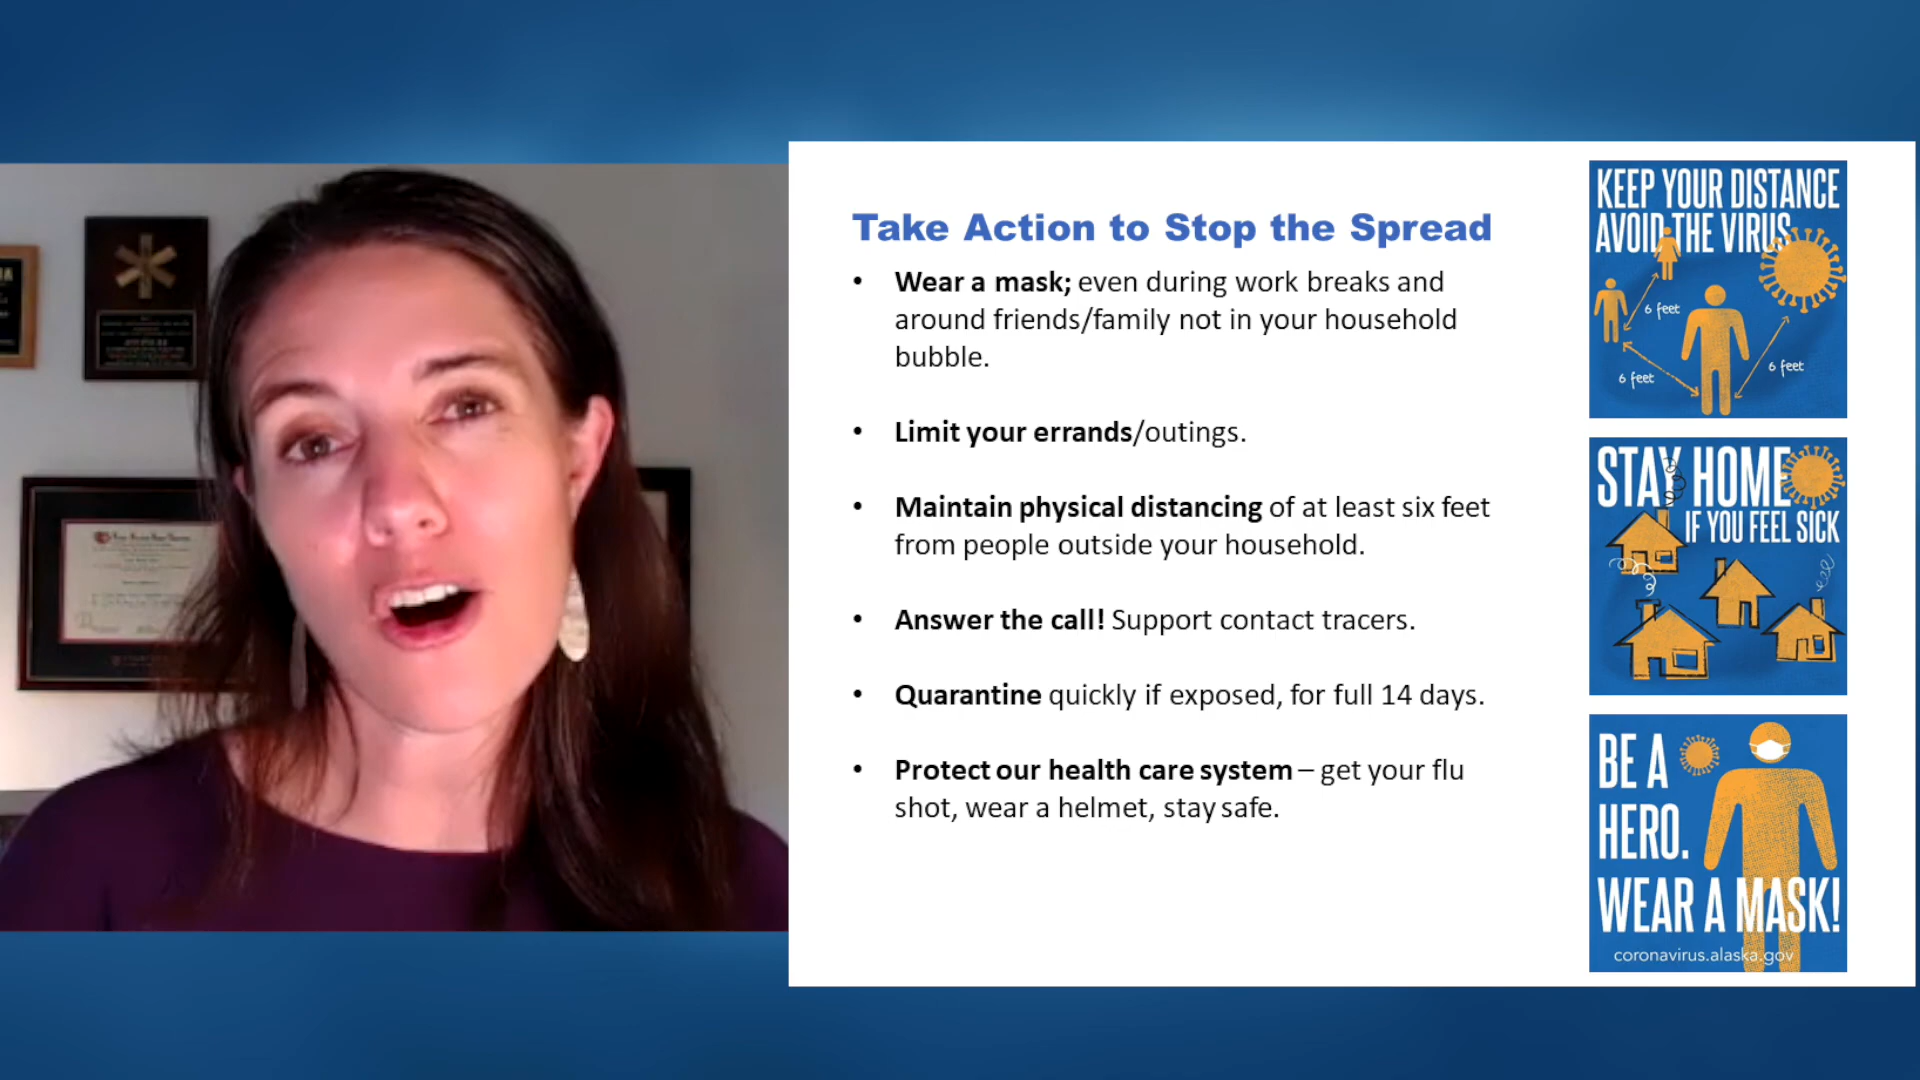 Take Action to Stop the Spread
• Wear a mask; even during work breaks and
around friends/family not in your household
bubble.
• Limit your errands/outings.
• Maintain physical distancing of at least six feet
from people outside your household.
• Answer the call! Support contact tracers.
• Quarantine quickly if exposed, for full 14 days.
• Protect our health care system – get your flu
shot, wear a helmet, stay safe.
KEEP YOUR DISTANCE
AVOID THE VIRUS
6 feet
6 feet
6 feet
STAY HOME
IF YOU FEEL SICK
BE A
HERO.
WEAR A MASK!
coronavirus.alaska.gov